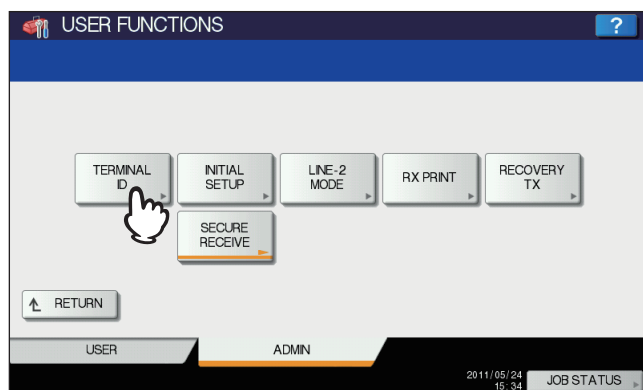 USER FUNCTIONS
?
TERMINAL
ID
INITIAL
SETUP
LINE-2
MODE
RX PRINT
RECOVERY
TX
SECURE
RECEIVE
RETURN
USER
ADMIN
2011/05/24
15:34
JOB STATUS